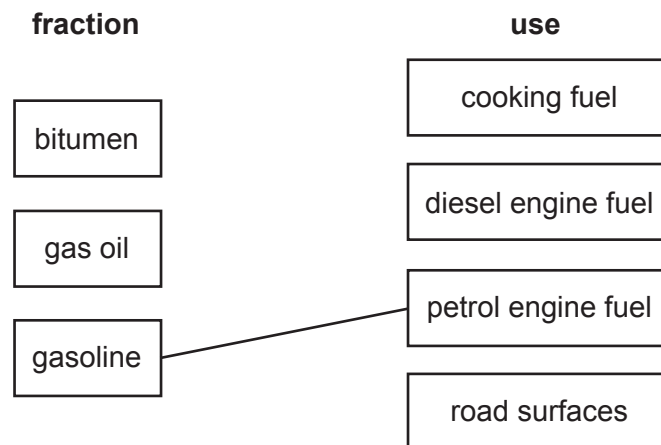 fraction
use
cooking fuel
bitumen
diesel engine fuel
gas oil
petrol engine fuel
gasoline
road surfaces